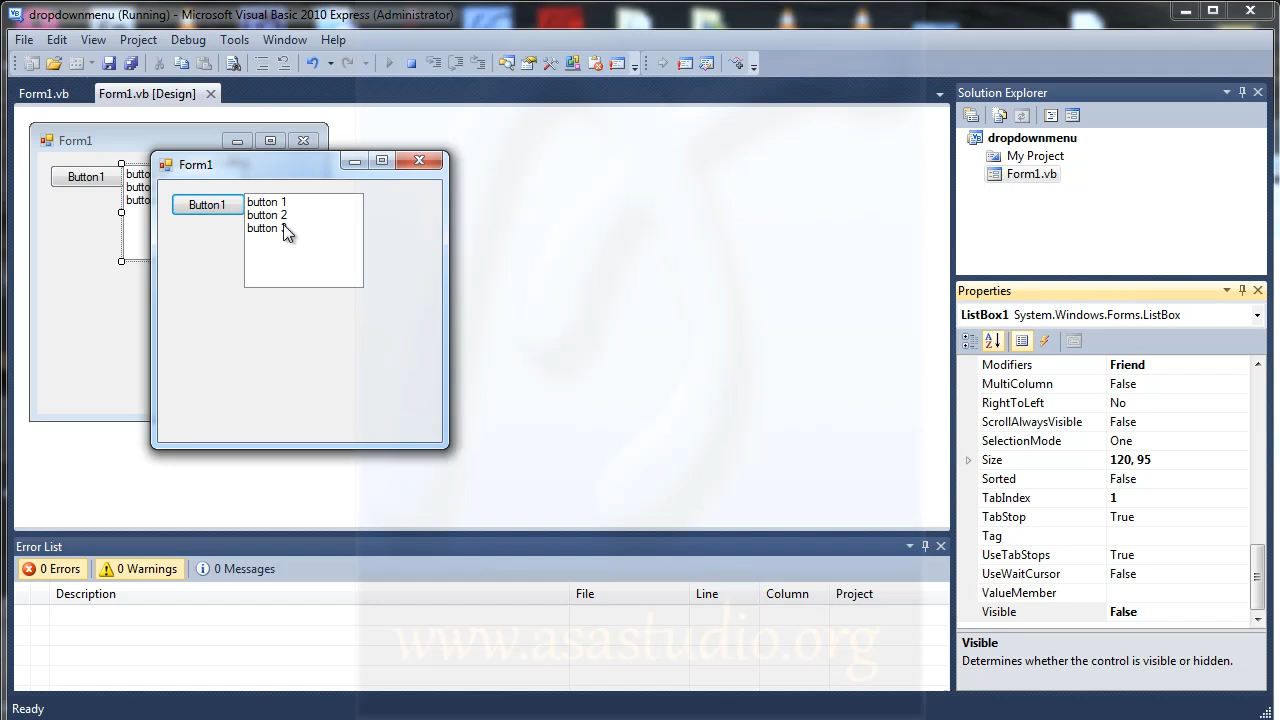 dropdownmenu (Running) - Microsoft Visual Basic 2010 Express (Administrator)
File Edit View Project Debug Tools Window Help
Form1.vb Form1.vb [Design]
Form1
Button1
Form1
Button1
button 1
button 2
button
Solution Explorer
dropdownmenu
My Project
Form1.vb
Properties
ListBox1 System.Windows.Forms.ListBox
Modifiers Friend
MultiColumn False
RightToLeft No
ScrollAlwaysVisible False
SelectionMode One
Size 120, 95
Sorted False
TabIndex 1
TabStop True
Tag
UseTabStops True
UseWaitCursor False
ValueMember
Visible False
Visible
Determines whether the control is visible or hidden.
Error List
0 Errors 0 Warnings 0 Messages
Description File Line Column Project
www.asastudio.org
Ready